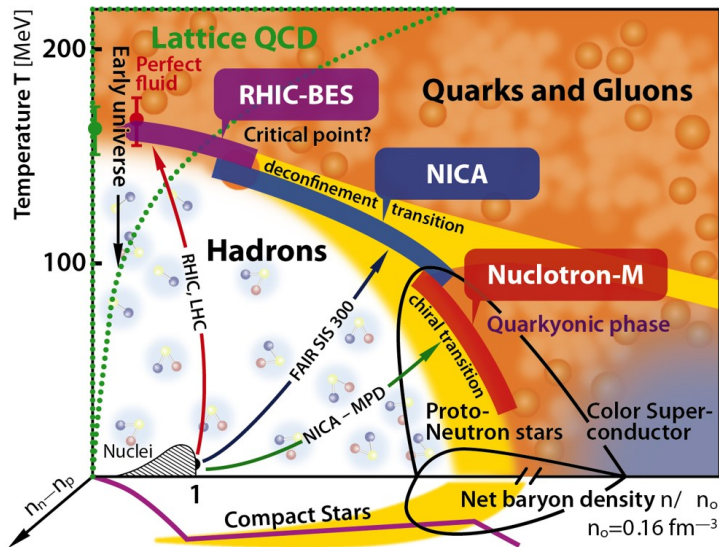 Temperature T [MeV]
200
100
Lattice QCD
Early universe
Perfect
fluid
RHIC-BES
Critical point?
Quarks and Gluons
NICA
deconfinement transition
Hadrons
Nuclotron-M
Quarkyonic phase
RHIC, LHC
FAIR SIS 300
NICA – MPD
chiral transition
Nuclei
Proto-
Neutron stars
Color Super-
conductor
1
Net baryon density n/ n₀
n₀=0.16 fm⁻³
nₙ–nₚ
Compact Stars